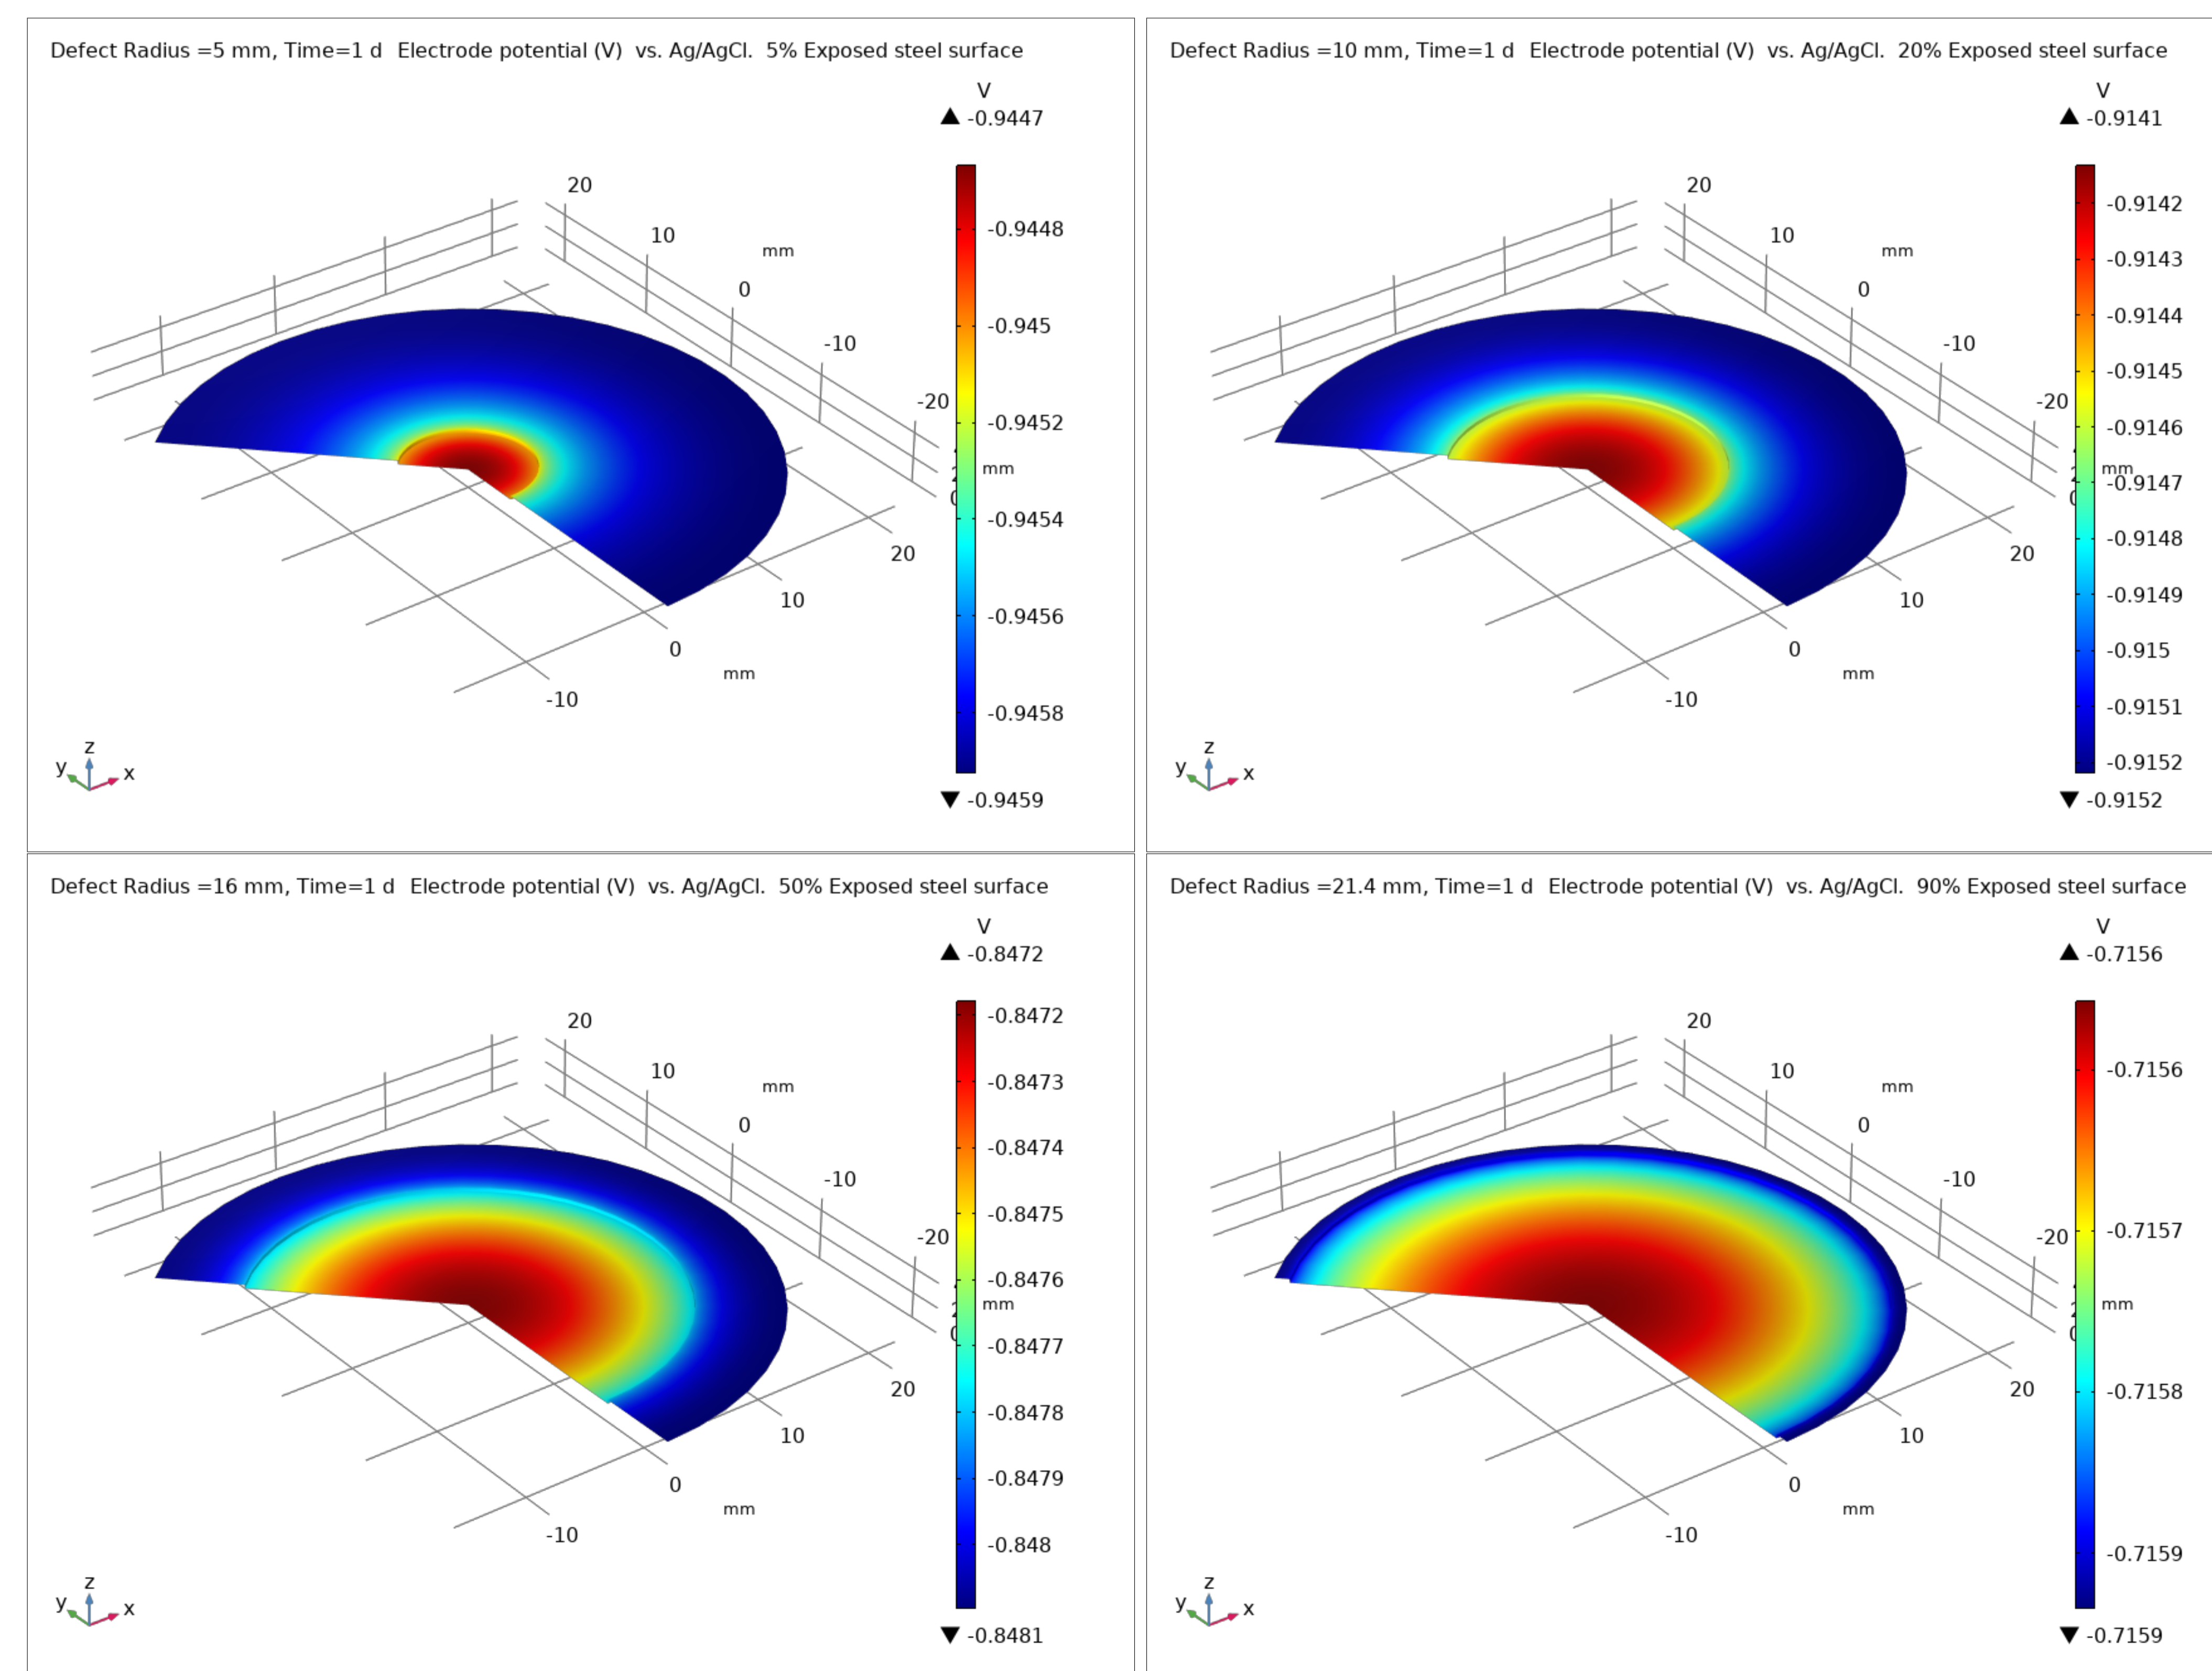 Defect Radius =5 mm, Time=1 d Electrode potential (V) vs. Ag/AgCl. 5% Exposed steel surface
V
▲ -0.9447
-0.9448
-0.945
-0.9452
-0.9454
-0.9456
-0.9458
▼ -0.9459
20
10
mm
0
-10
-20
mm
0
20
10
0
mm
-10
z
y
x
Defect Radius =10 mm, Time=1 d Electrode potential (V) vs. Ag/AgCl. 20% Exposed steel surface
V
▲ -0.9141
-0.9142
-0.9143
-0.9144
-0.9145
-0.9146
-0.9147
-0.9148
-0.9149
-0.915
-0.9151
-0.9152
▼ -0.9152
20
10
mm
0
-10
-20
mm
0
20
10
0
mm
-10
z
y
x
Defect Radius =16 mm, Time=1 d Electrode potential (V) vs. Ag/AgCl. 50% Exposed steel surface
V
▲ -0.8472
-0.8472
-0.8473
-0.8474
-0.8475
-0.8476
-0.8477
-0.8478
-0.8479
-0.848
▼ -0.8481
20
10
mm
0
-10
-20
mm
0
20
10
0
mm
-10
z
y
x
Defect Radius =21.4 mm, Time=1 d Electrode potential (V) vs. Ag/AgCl. 90% Exposed steel surface
V
▲ -0.7156
-0.7156
-0.7157
-0.7158
-0.7159
▼ -0.7159
20
10
mm
0
-10
-20
mm
0
20
10
0
mm
-10
z
y
x